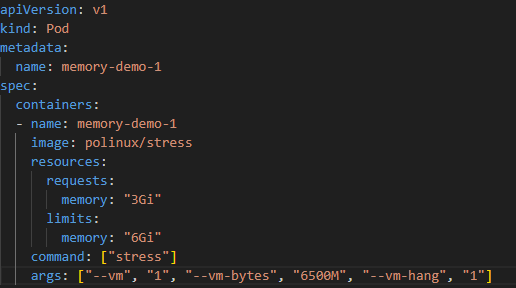 apiVersion: v1
kind: Pod
metadata:
  name: memory-demo-1
spec:
  containers:
  - name: memory-demo-1
    image: polinux/stress
    resources:
      requests:
        memory: "3Gi"
      limits:
        memory: "6Gi"
    command: ["stress"]
    args: ["--vm", "1", "--vm-bytes", "6500M", "--vm-hang", "1"]